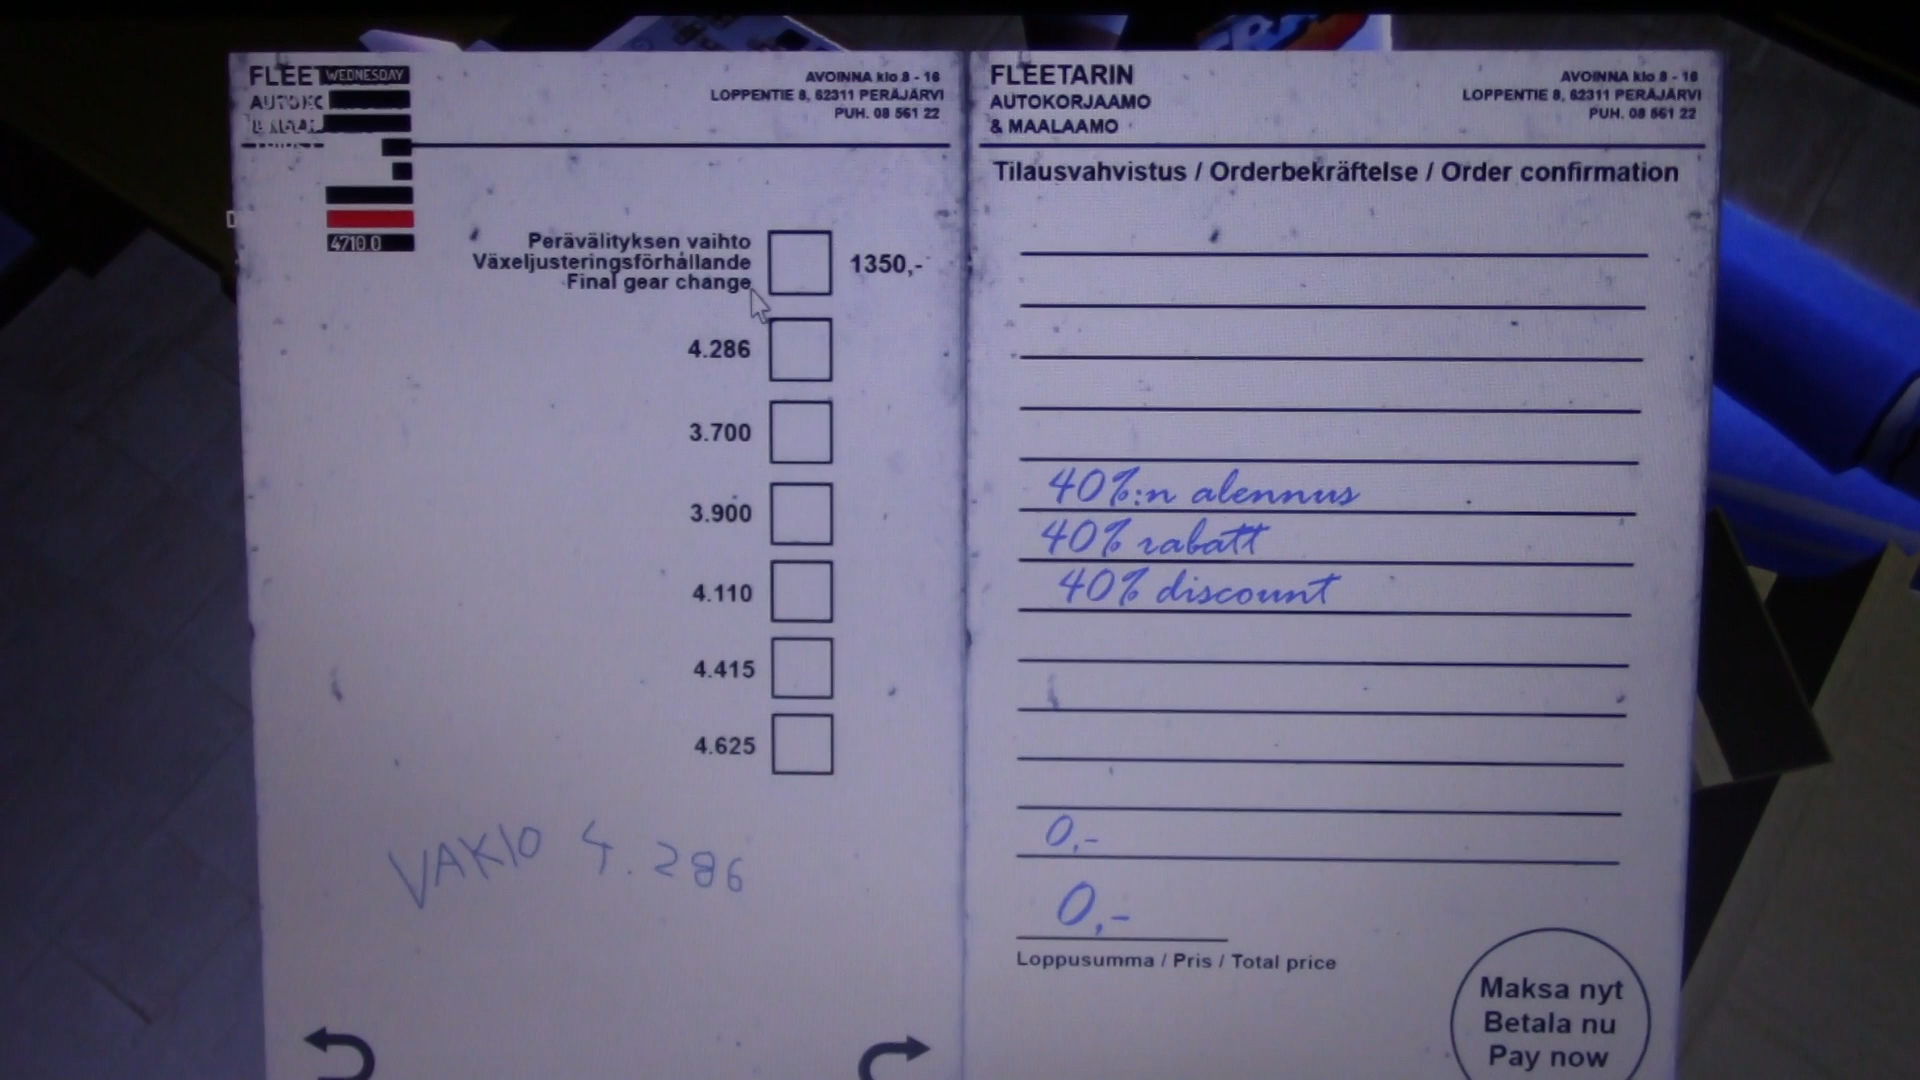 FLEET
WEDNESDAY
4710.0
AVOINNA klo 8 - 16
LOPPENTIE 8, 62311 PERÄJÄRVI
PUH. 08 561 22
Perävälityksen vaihto
Växeljusteringsförhållande
Final gear change
1350,-
4.286
3.700
3.900
4.110
4.415
4.625
VAKIO 4.286
FLEETARIN
AUTOKORJAAMO
& MAALAAMO
AVOINNA klo 8 - 16
LOPPENTIE 8, 62311 PERÄJÄRVI
PUH. 08 561 22
Tilausvahvistus / Orderbekräftelse / Order confirmation
40%:n alennus
40% rabatt
40% discount
0,-
0,-
Loppusumma / Pris / Total price
Maksa nyt
Betala nu
Pay now